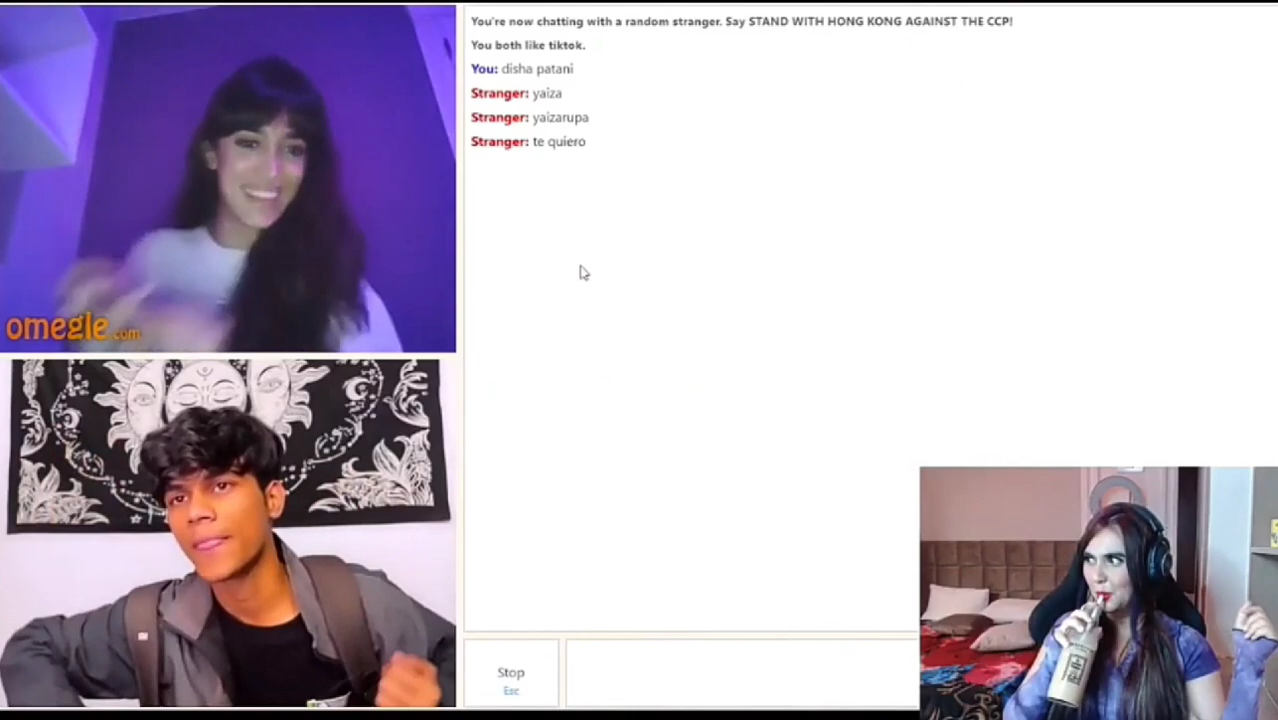 You're now chatting with a random stranger. Say STAND WITH HONG KONG AGAINST THE CCP!
You both like tiktok.
You: disha patani
Stranger: yaiza
Stranger: yaizarupa
Stranger: te quiero
omegle.com
Stop
Esc